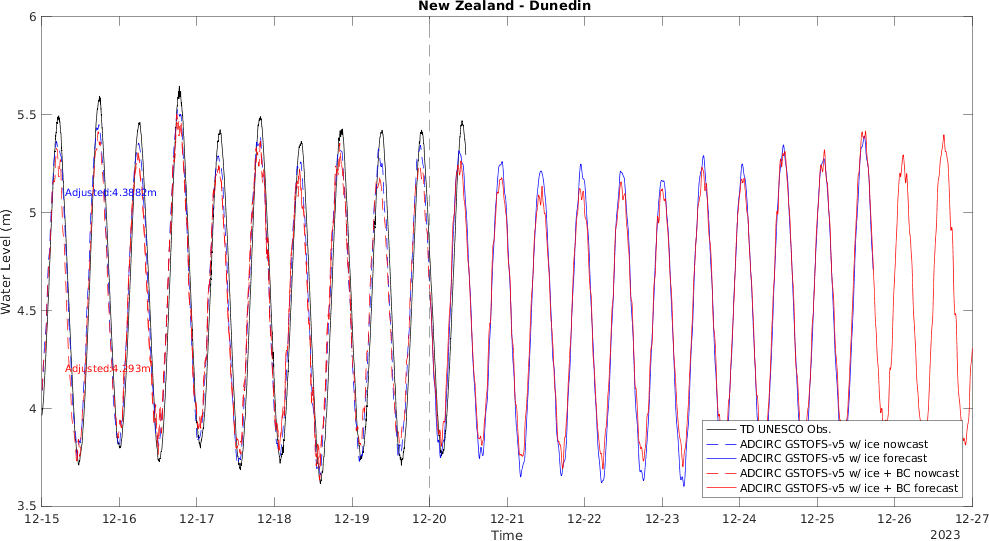 New Zealand - Dunedin
6
5.5
5
4.5
4
3.5
Water Level (m)
Adjusted:4.3882m
Adjusted:4.293m
TD UNESCO Obs.
ADCIRC GSTOFS-v5 w/ ice nowcast
ADCIRC GSTOFS-v5 w/ ice forecast
ADCIRC GSTOFS-v5 w/ ice + BC nowcast
ADCIRC GSTOFS-v5 w/ ice + BC forecast
12-15 12-16 12-17 12-18 12-19 12-20 12-21 12-22 12-23 12-24 12-25 12-26 12-27
Time
2023